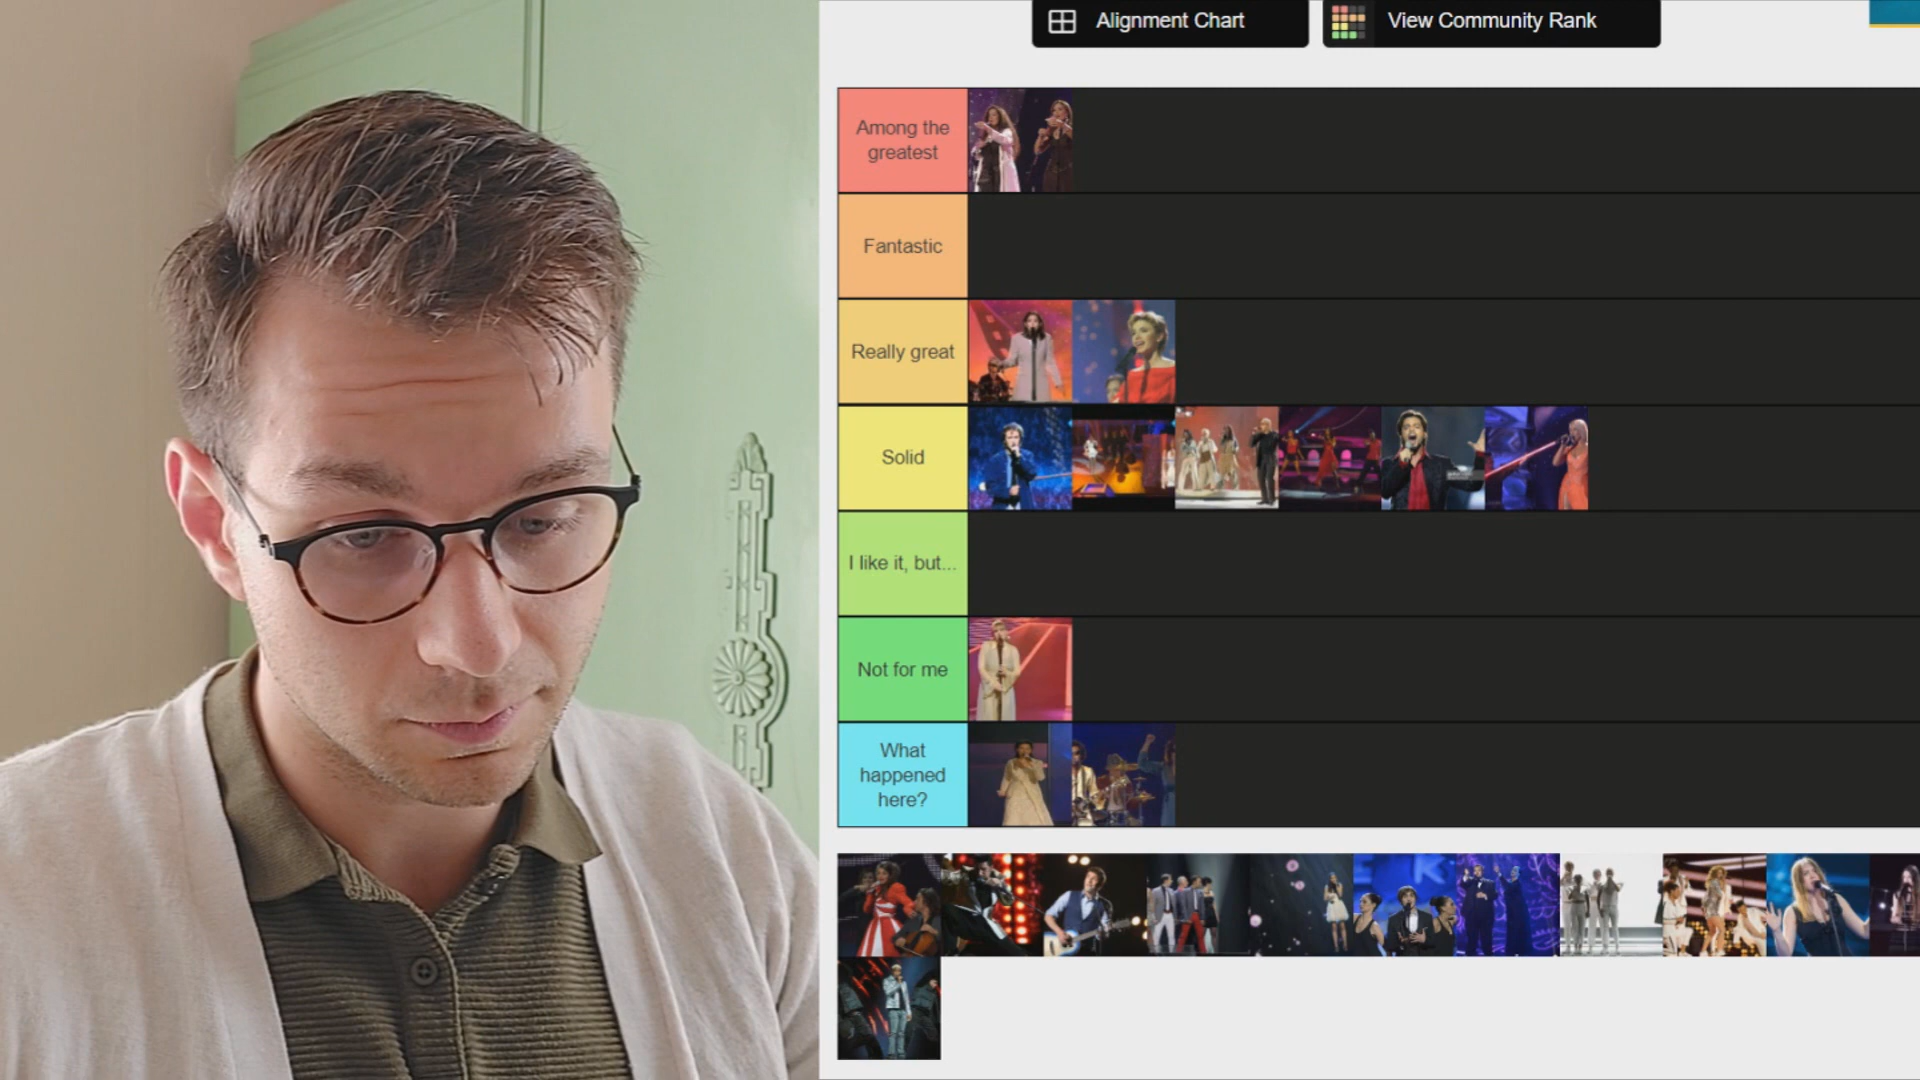 Alignment Chart
View Community Rank
Among the
greatest
Fantastic
Really great
Solid
I like it, but...
Not for me
What
happened
here?